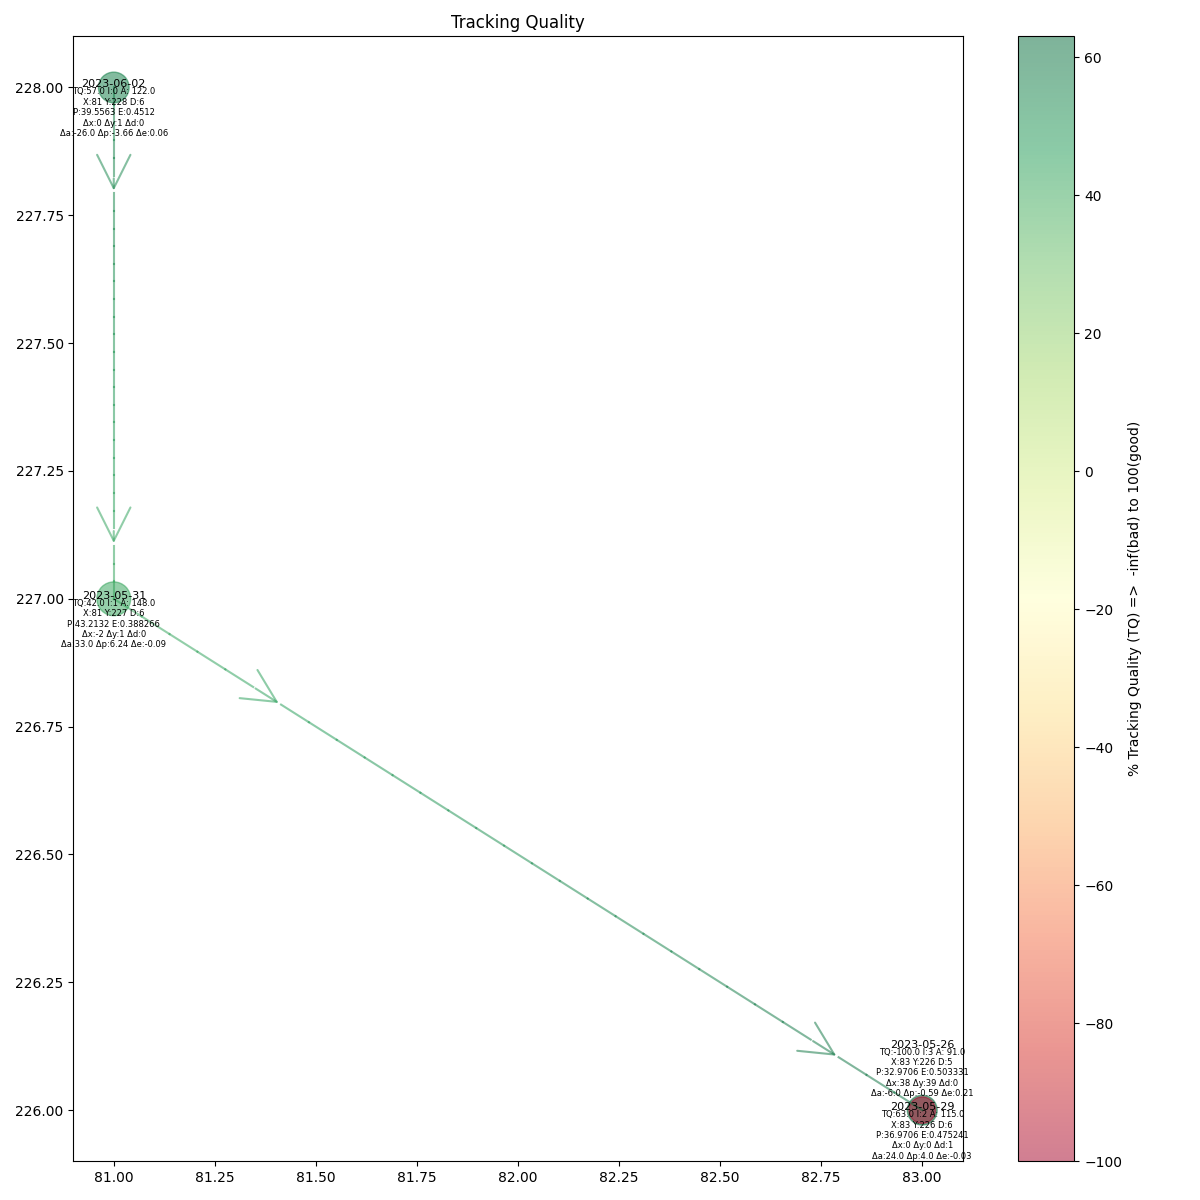 Tracking Quality
2023-06-02
TQ:57.0 I:0 A: 122.0
X:81 Y:228 D:6
P:39.5563 E:0.4512
Δx:0 Δy:1 Δd:0
Δa:-26.0 Δp:-3.66 Δe:0.06
2023-05-31
TQ:42.0 I:1 A: 148.0
X:81 Y:227 D:6
P:43.2132 E:0.388266
Δx:-2 Δy:1 Δd:0
Δa:33.0 Δp:6.24 Δe:-0.09
2023-05-26
TQ:-100.0 I:3 A: 91.0
X:83 Y:226 D:5
P:32.9706 E:0.503331
Δx:38 Δy:39 Δd:0
Δa:-6.0 Δp:-0.59 Δe:0.21
2023-05-29
TQ:63.0 I:2 A: 115.0
X:83 Y:226 D:6
P:36.9706 E:0.475241
Δx:0 Δy:0 Δd:1
Δa:24.0 Δp:4.0 Δe:-0.03
228.00
227.75
227.50
227.25
227.00
226.75
226.50
226.25
226.00
81.00 81.25 81.50 81.75 82.00 82.25 82.50 82.75 83.00
60
40
20
0
−20
−40
−60
−80
−100
% Tracking Quality (TQ) => -inf(bad) to 100(good)